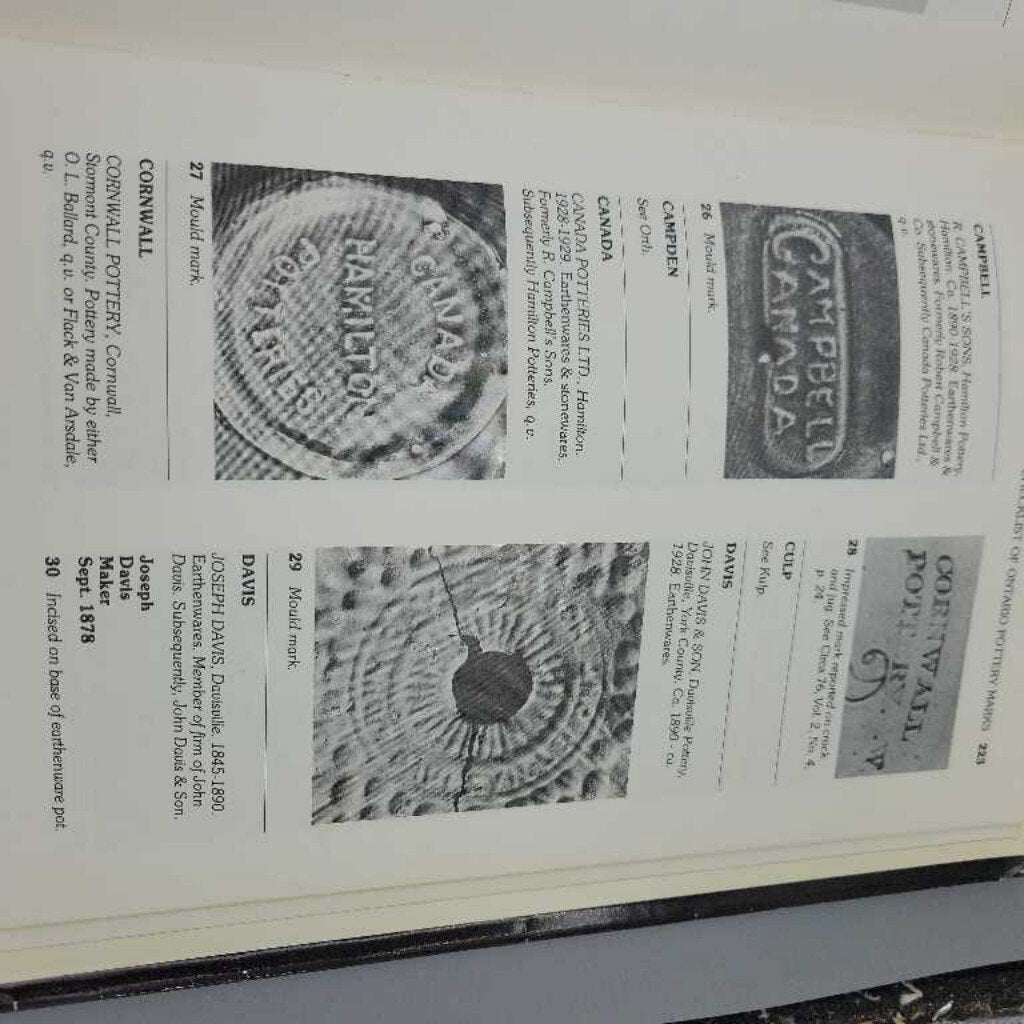 CHECKLIST OF ONTARIO POTTERY MARKS 223
CAMPBELL
R. CAMPBELL'S SONS, Hamilton Pottery,
Hamilton. Ca. 1890-1928. Earthenwares &
stonewares. Formerly Robert Campbell &
Co. Subsequently Canada Potteries Ltd.,
q.v.
CAMPBELL
CANADA
26 Mould mark.
CAMPDEN
See Orth.
CANADA
CANADA POTTERIES LTD., Hamilton.
1928-1929. Earthenwares & stonewares.
Formerly R. Campbell's Sons.
Subsequently Hamilton Potteries, q.v.
CANADA
HAMILTON
POTTERIES
27 Mould mark.
CORNWALL
CORNWALL POTTERY, Cornwall,
Stormont County. Pottery made by either
O. L. Ballard, q.v. or Flack & Van Arsdale,
q.v.
CORNWALL
POTT RY. P
28 Impressed mark reported on crock
and jug. See Circa 76, Vol. 2, No. 4,
p. 24
CULP
See Kulp.
DAVIS
JOHN DAVIS & SON, Davisville Pottery,
Davisville, York County. Ca. 1890 - ca.
1928. Earthenwares.
29 Mould mark.
DAVIS
JOSEPH DAVIS, Davisville. 1845-1890.
Earthenwares. Member of firm of John
Davis. Subsequently, John Davis & Son.
Joseph
Davis
Maker
Sept. 1878
30 Incised on base of earthenware pot.